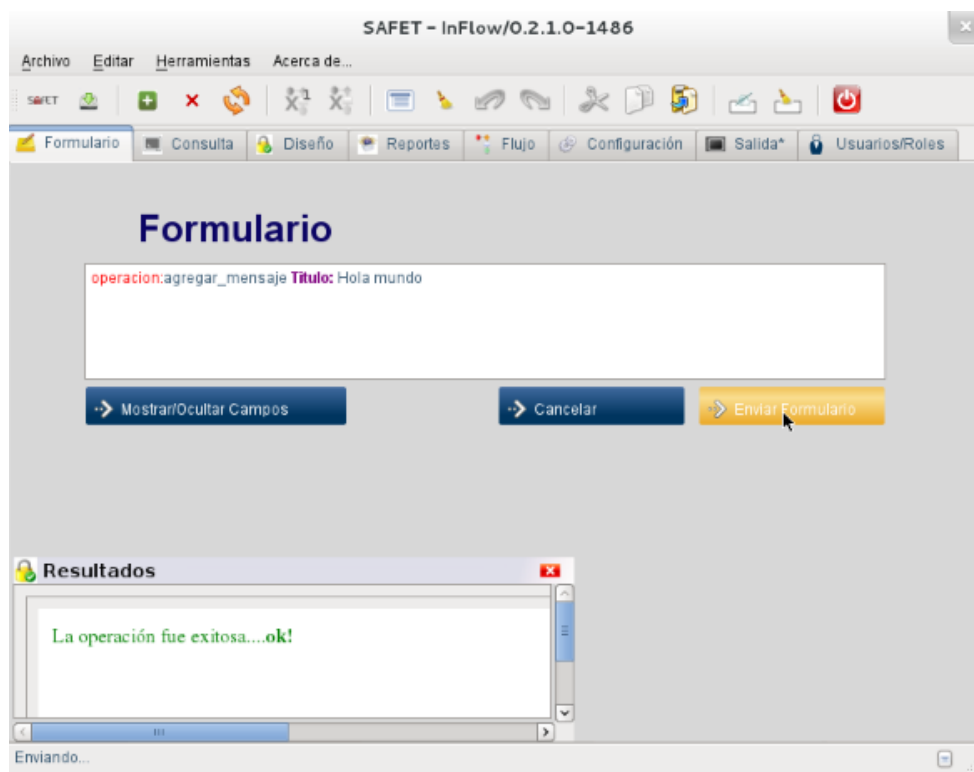 SAFET - InFlow/0.2.1.0-1486
Archivo Editar Herramientas Acerca de...
SAFET
Formulario Consulta Diseño Reportes Flujo Configuración Salida* Usuarios/Roles
Formulario
operacion:agregar_mensaje Titulo: Hola mundo
Mostrar/Ocultar Campos Cancelar Enviar Formulario
Resultados
La operación fue exitosa....ok!
Enviando...